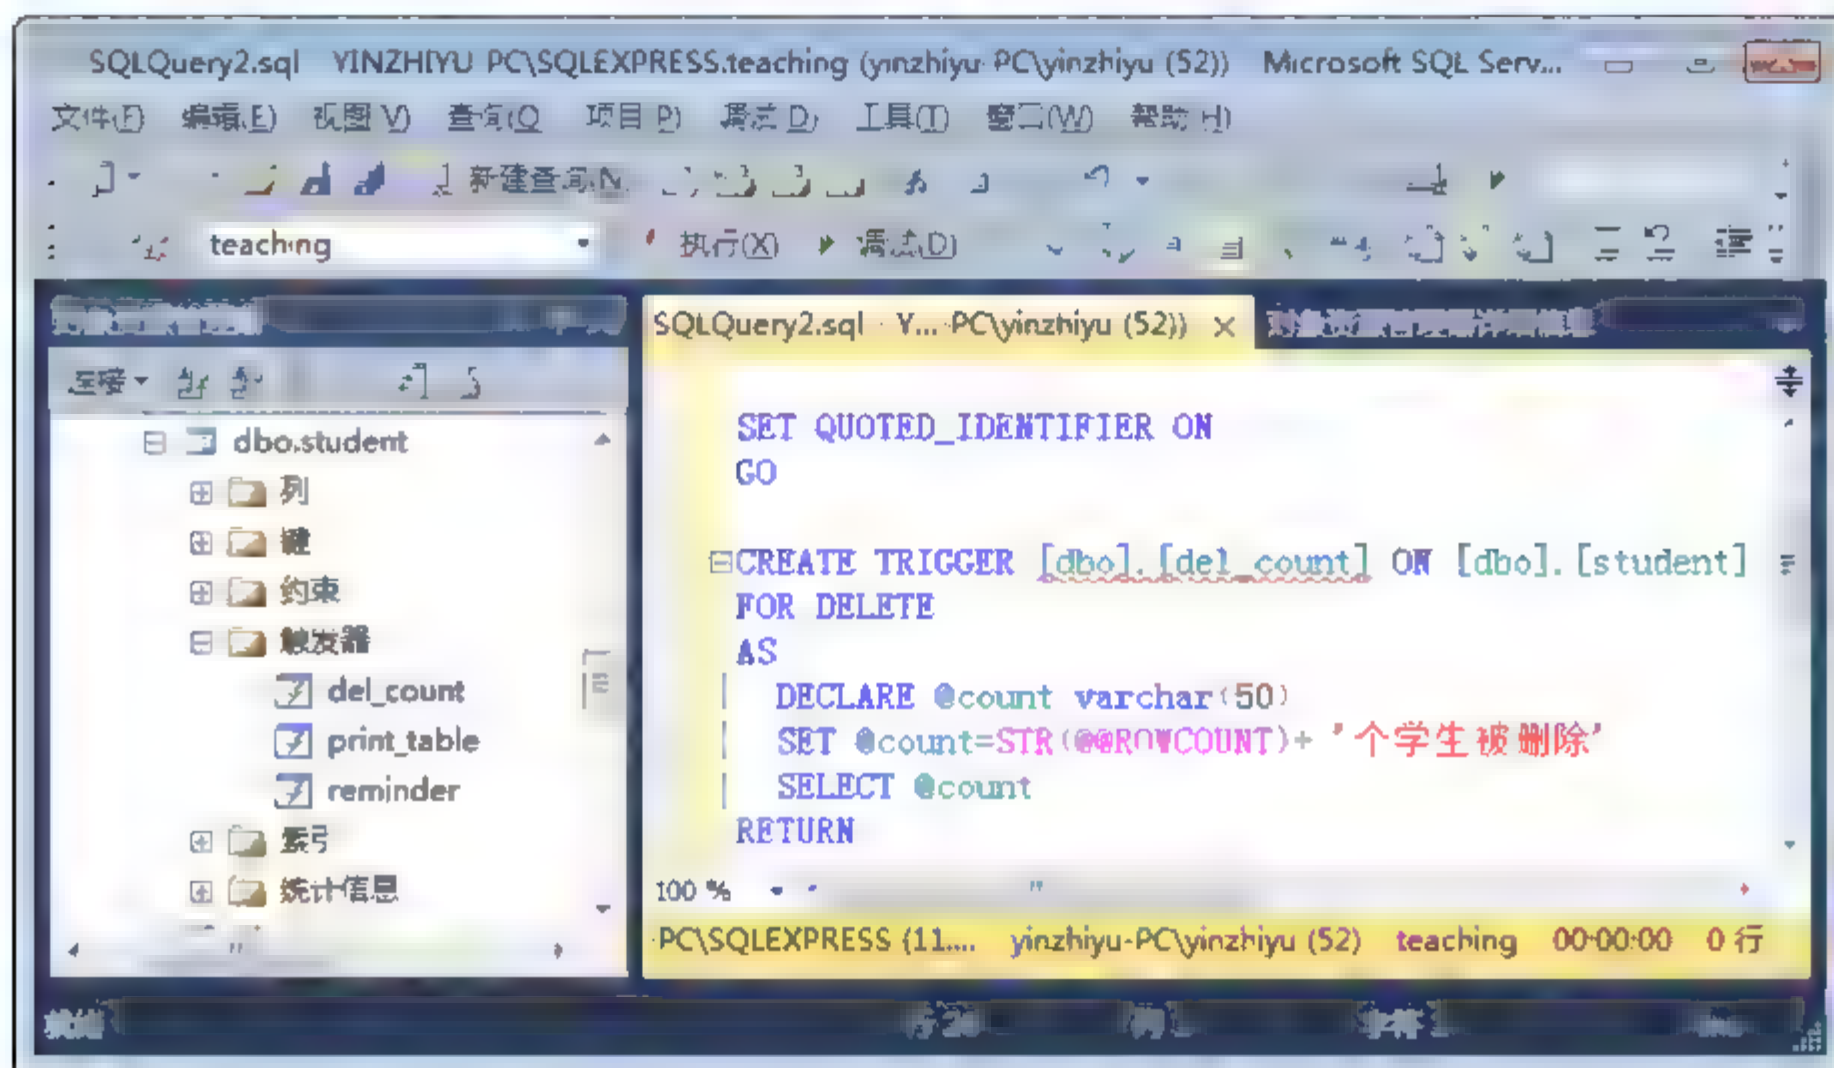 SQLQuery2.sql YINZHIYU PC\SQLEXPRESS.teaching (yinzhiyu PC\yinzhiyu (52)) Microsoft SQL Serv...
文件(F) 编辑(E) 视图(V) 查询(Q) 项目(P) 调试(D) 工具(T) 窗口(W) 帮助(H)
新建查询(N)
teaching 执行(X) 调试(D)
SQLQuery2.sql Y... PC\yinzhiyu (52)) ×
连接
dbo.student
列
键
约束
触发器
del_count
print_table
reminder
索引
统计信息
SET QUOTED_IDENTIFIER ON
GO
CREATE TRIGGER [dbo].[del_count] ON [dbo].[student]
FOR DELETE
AS
DECLARE @count varchar(50)
SET @count=STR(@@ROWCOUNT)+ '个学生被删除'
SELECT @count
RETURN
100 %
-PC\SQLEXPRESS (11.... yinzhiyu-PC\yinzhiyu (52) teaching 00:00:00 0 行